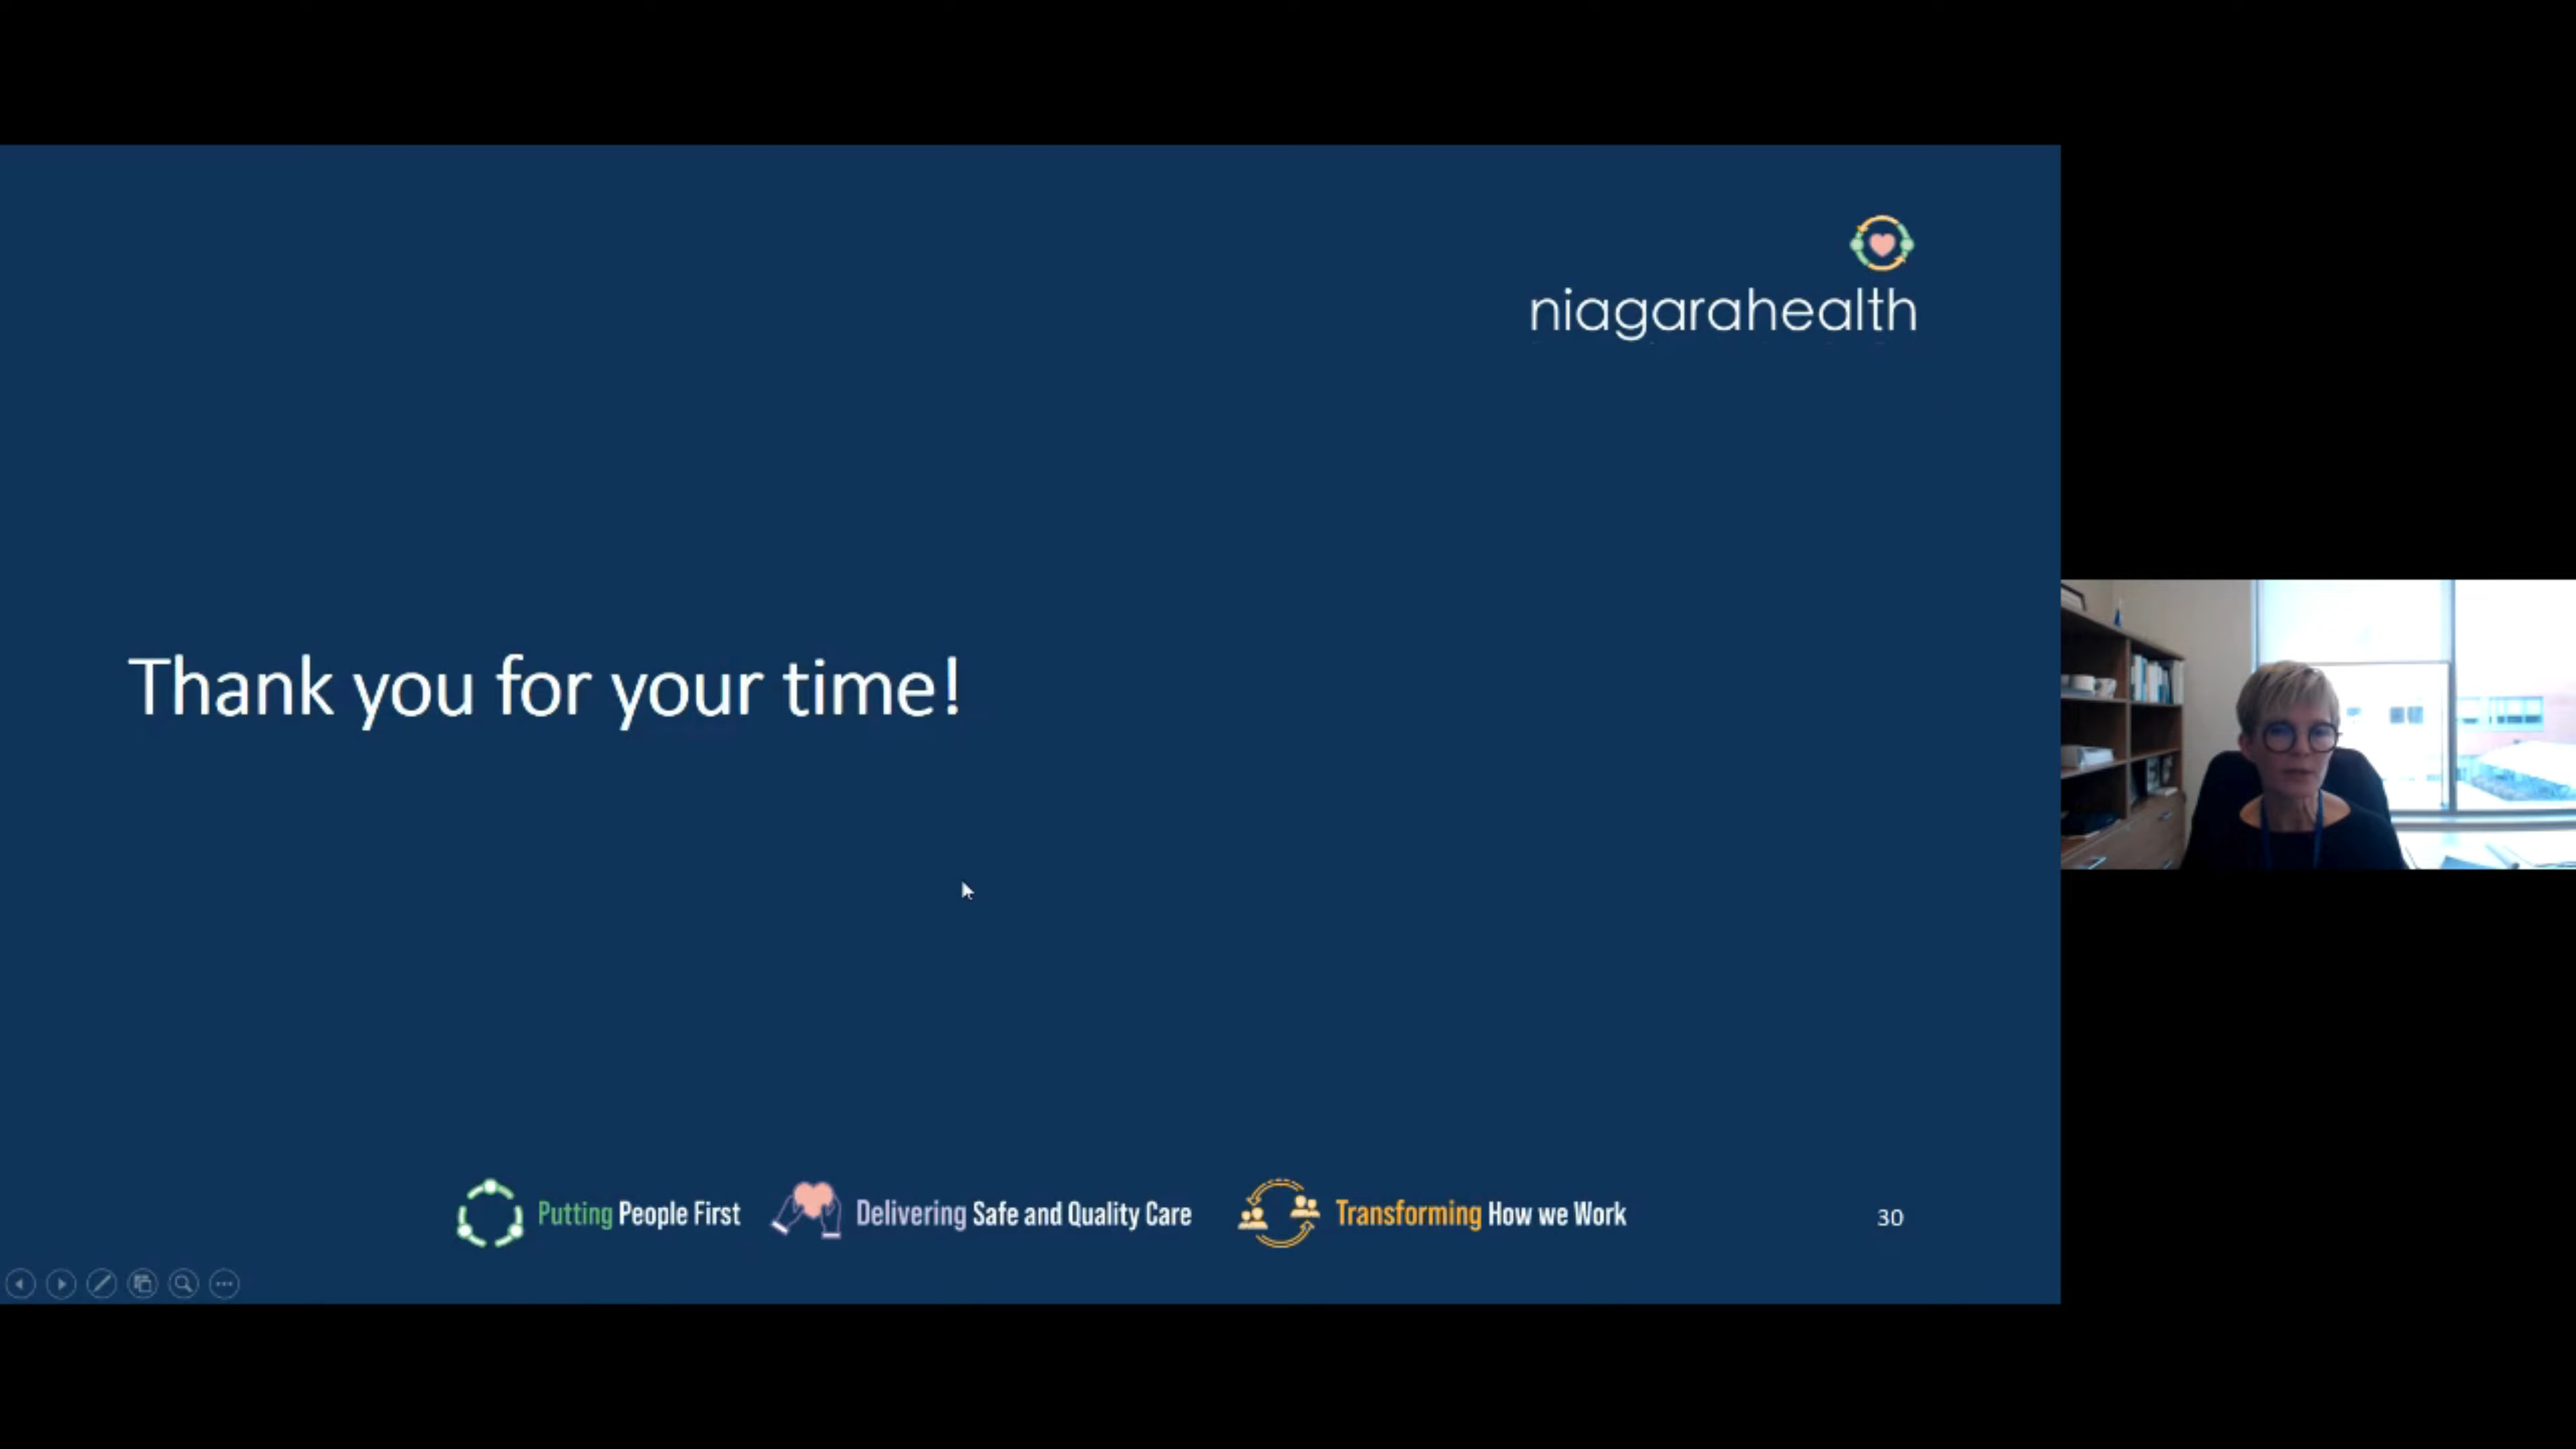 niagarahealth
Thank you for your time!
Putting People First
Delivering Safe and Quality Care
Transforming How we Work
30